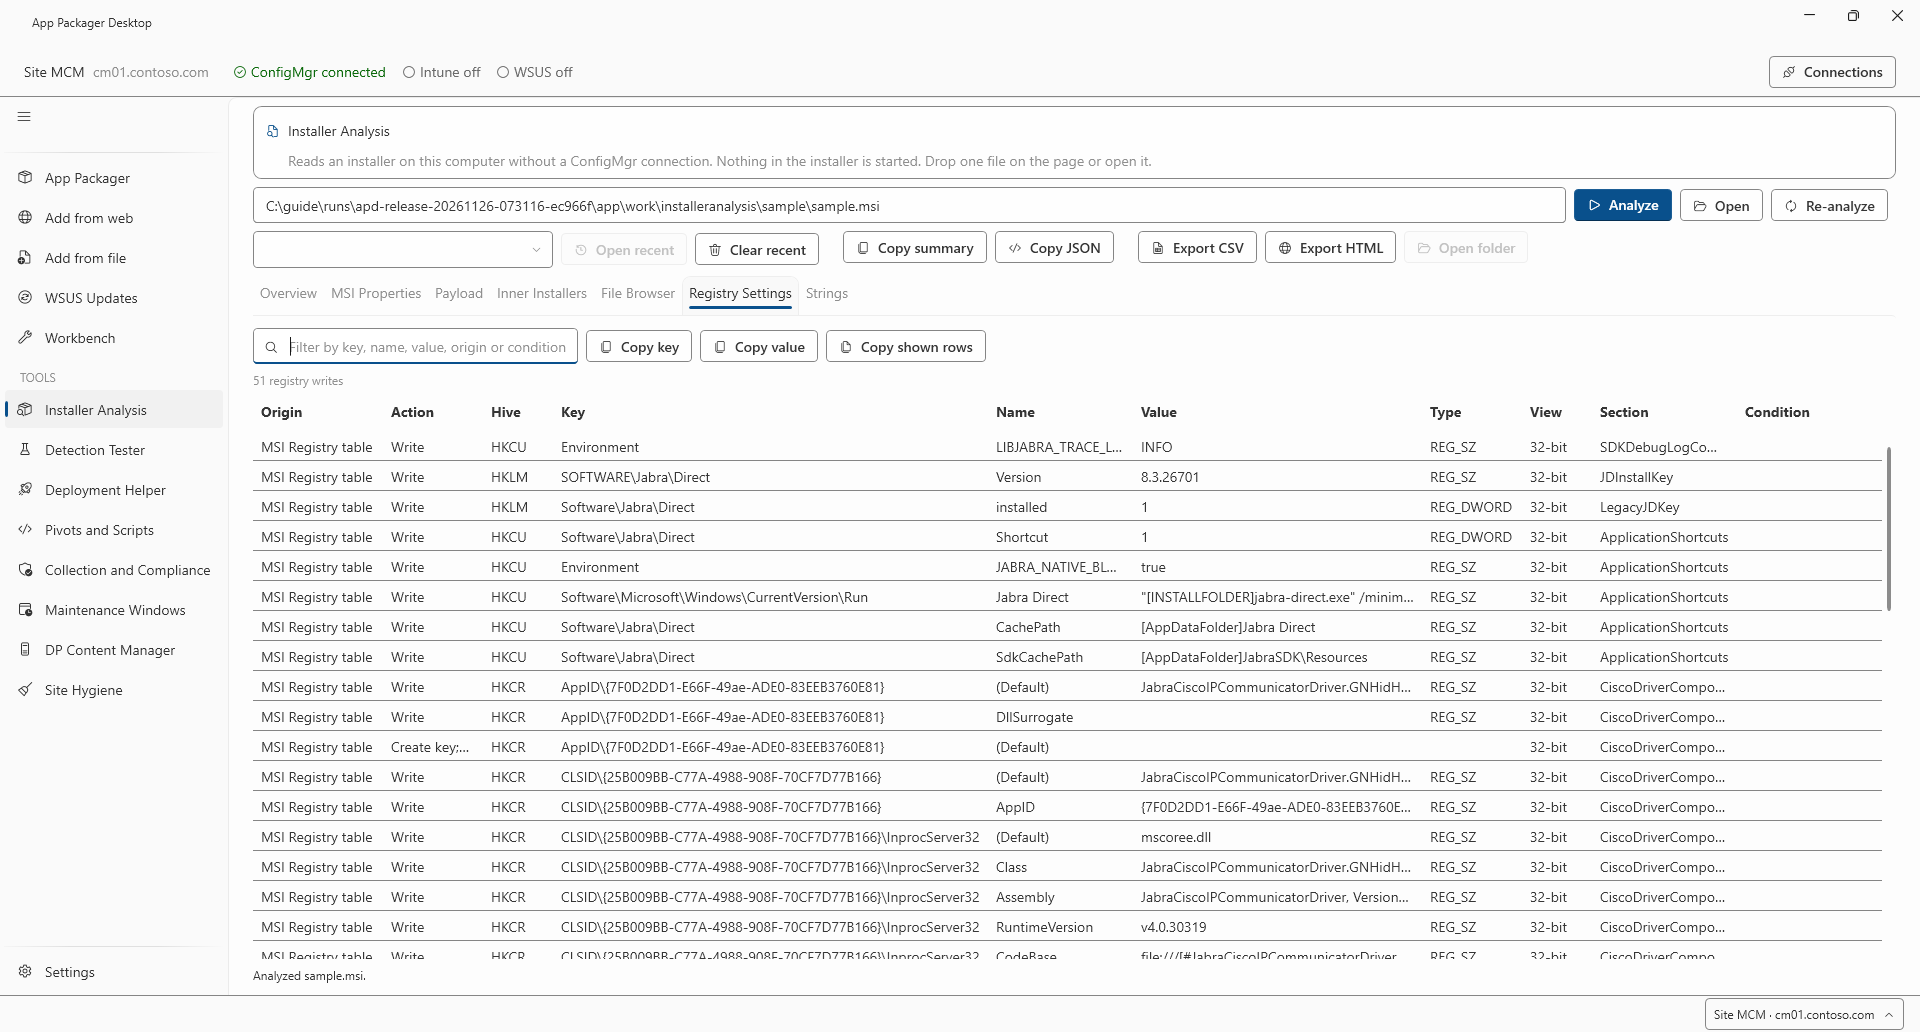 App Packager Desktop
Site MCM cm01.contoso.com ConfigMgr connected Intune off WSUS off Connections
Installer Analysis
Reads an installer on this computer without a ConfigMgr connection. Nothing in the installer is started. Drop one file on the page or open it.
App Packager
Add from web
Add from file
WSUS Updates
Workbench
TOOLS
Installer Analysis
Detection Tester
Deployment Helper
Pivots and Scripts
Collection and Compliance
Maintenance Windows
DP Content Manager
Site Hygiene
Settings
C:\guide\runs\apd-release-20261126-073116-ec966f\app\work\installeranalysis\sample\sample.msi Analyze Open Re-analyze
Open recent Clear recent Copy summary Copy JSON Export CSV Export HTML Open folder
Overview MSI Properties Payload Inner Installers File Browser Registry Settings Strings
Filter by key, name, value, origin or condition Copy key Copy value Copy shown rows
51 registry writes
Origin Action Hive Key Name Value Type View Section Condition
MSI Registry table Write HKCU Environment LIBJABRA_TRACE_L... INFO REG_SZ 32-bit SDKDebugLogCo...
MSI Registry table Write HKLM SOFTWARE\Jabra\Direct Version 8.3.26701 REG_SZ 32-bit JDInstallKey
MSI Registry table Write HKLM Software\Jabra\Direct installed 1 REG_DWORD 32-bit LegacyJDKey
MSI Registry table Write HKCU Software\Jabra\Direct Shortcut 1 REG_DWORD 32-bit ApplicationShortcuts
MSI Registry table Write HKCU Environment JABRA_NATIVE_BL... true REG_SZ 32-bit ApplicationShortcuts
MSI Registry table Write HKCU Software\Microsoft\Windows\CurrentVersion\Run Jabra Direct "[INSTALLFOLDER]jabra-direct.exe" /minim... REG_SZ 32-bit ApplicationShortcuts
MSI Registry table Write HKCU Software\Jabra\Direct CachePath [AppDataFolder]Jabra Direct REG_SZ 32-bit ApplicationShortcuts
MSI Registry table Write HKCU Software\Jabra\Direct SdkCachePath [AppDataFolder]JabraSDK\Resources REG_SZ 32-bit ApplicationShortcuts
MSI Registry table Write HKCR AppID\{7F0D2DD1-E66F-49ae-ADE0-83EEB3760E81} (Default) JabraCiscoIPCommunicatorDriver.GNHidH... REG_SZ 32-bit CiscoDriverCompo...
MSI Registry table Write HKCR AppID\{7F0D2DD1-E66F-49ae-ADE0-83EEB3760E81} DllSurrogate REG_SZ 32-bit CiscoDriverCompo...
MSI Registry table Create key;... HKCR AppID\{7F0D2DD1-E66F-49ae-ADE0-83EEB3760E81} (Default) 32-bit CiscoDriverCompo...
MSI Registry table Write HKCR CLSID\{25B009BB-C77A-4988-908F-70CF7D77B166} (Default) JabraCiscoIPCommunicatorDriver.GNHidH... REG_SZ 32-bit CiscoDriverCompo...
MSI Registry table Write HKCR CLSID\{25B009BB-C77A-4988-908F-70CF7D77B166} AppID {7F0D2DD1-E66F-49ae-ADE0-83EEB3760E... REG_SZ 32-bit CiscoDriverCompo...
MSI Registry table Write HKCR CLSID\{25B009BB-C77A-4988-908F-70CF7D77B166}\InprocServer32 (Default) mscoree.dll REG_SZ 32-bit CiscoDriverCompo...
MSI Registry table Write HKCR CLSID\{25B009BB-C77A-4988-908F-70CF7D77B166}\InprocServer32 Class JabraCiscoIPCommunicatorDriver.GNHidH... REG_SZ 32-bit CiscoDriverCompo...
MSI Registry table Write HKCR CLSID\{25B009BB-C77A-4988-908F-70CF7D77B166}\InprocServer32 Assembly JabraCiscoIPCommunicatorDriver, Version... REG_SZ 32-bit CiscoDriverCompo...
MSI Registry table Write HKCR CLSID\{25B009BB-C77A-4988-908F-70CF7D77B166}\InprocServer32 RuntimeVersion v4.0.30319 REG_SZ 32-bit CiscoDriverCompo...
MSI Registry table Write HKCR CLSID\{25B009BB-C77A-4988-908F-70CF7D77B166}\InprocServer32 CodeBase file:///[#JabraCiscoIPCommunicatorDriver REG_SZ 32-bit CiscoDriverCompo
Analyzed sample.msi.
Site MCM · cm01.contoso.com